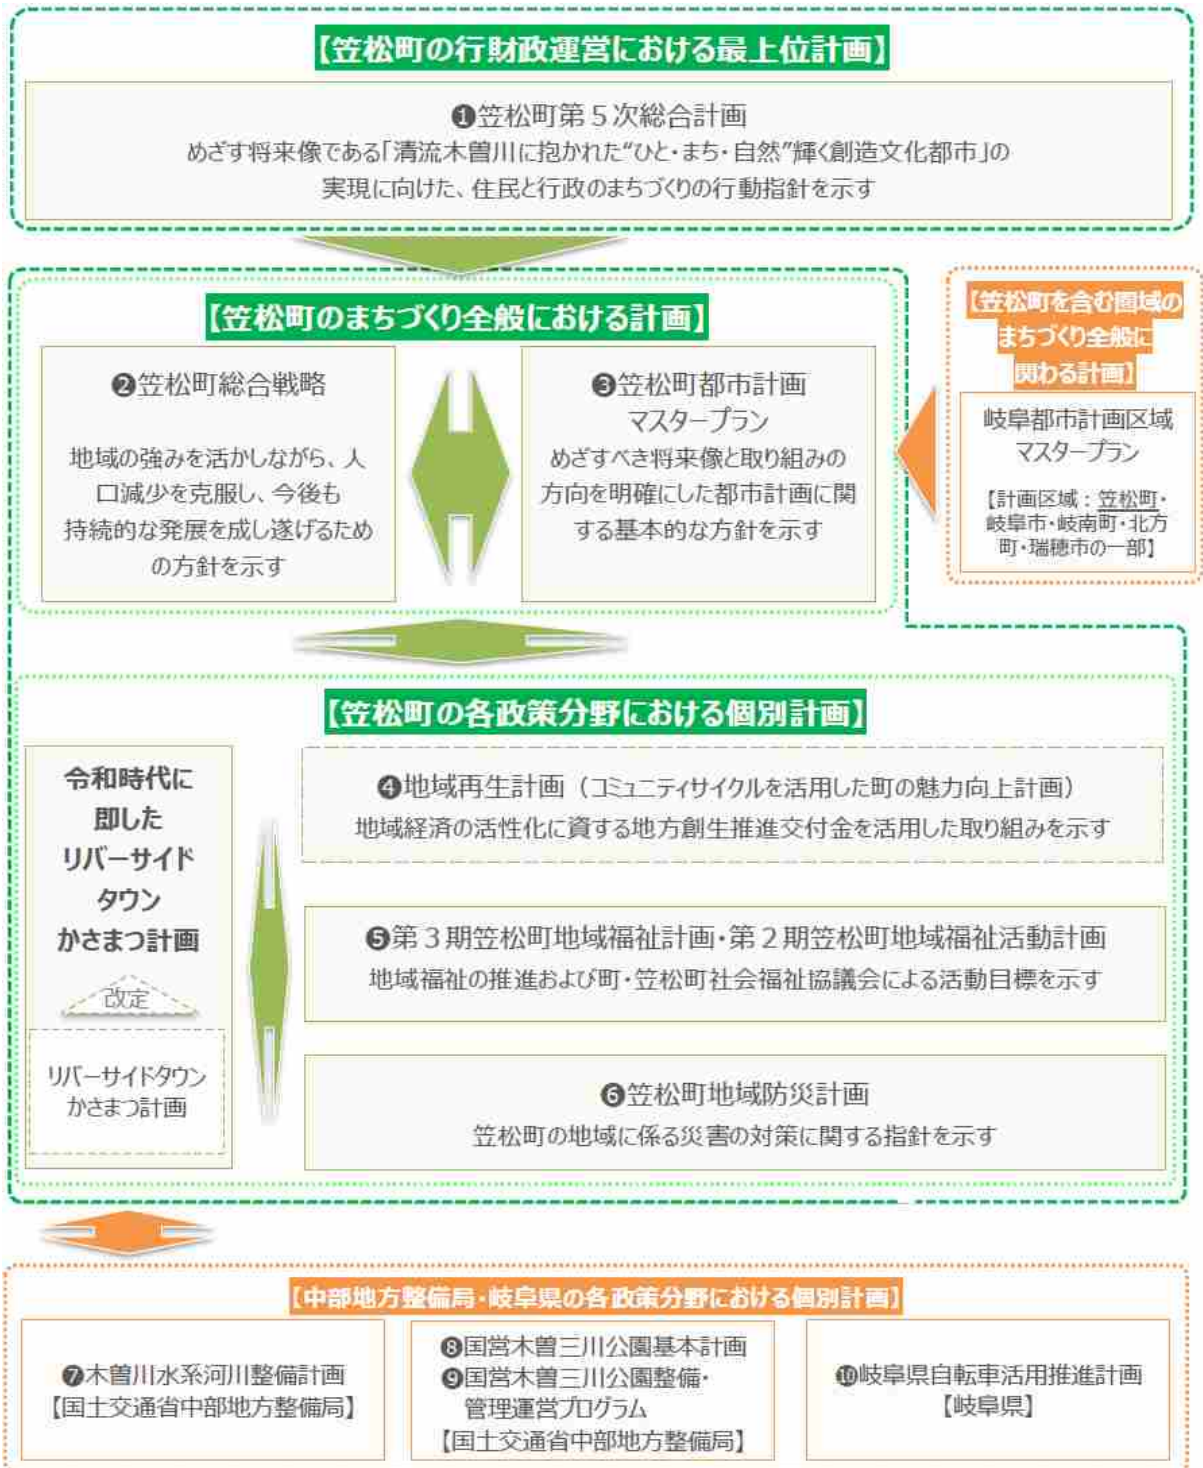 【笠松町の行財政運営における最上位計画】
❶笠松町第５次総合計画
めざす将来像である「清流木曽川に抱かれた“ひと・まち・自然”輝く創造文化都市」の
実現に向けた、住民と行政のまちづくりの行動指針を示す
【笠松町のまちづくり全般における計画】
❷笠松町総合戦略
地域の強みを活かしながら、人
口減少を克服し、今後も
持続的な発展を成し遂げるため
の方針を示す
❸笠松町都市計画
マスタープラン
めざすべき将来像と取り組みの
方向を明確にした都市計画に関
する基本的な方針を示す
【笠松町を含む圏域の
まちづくり全般に
関わる計画】
岐阜都市計画区域
マスタープラン
【計画区域：笠松町・
岐阜市・岐南町・北方
町・瑞穂市の一部】
【笠松町の各政策分野における個別計画】
令和時代に
即した
リバーサイド
タウン
かさまつ計画
改定
リバーサイドタウン
かさまつ計画
❹地域再生計画（コミュニティサイクルを活用した町の魅力向上計画）
地域経済の活性化に資する地方創生推進交付金を活用した取り組みを示す
❺第３期笠松町地域福祉計画・第２期笠松町地域福祉活動計画
地域福祉の推進および町・笠松町社会福祉協議会による活動目標を示す
❻笠松町地域防災計画
笠松町の地域に係る災害の対策に関する指針を示す
【中部地方整備局・岐阜県の各政策分野における個別計画】
❼木曽川水系河川整備計画
【国土交通省中部地方整備局】
❽国営木曽三川公園基本計画
❾国営木曽三川公園整備・
管理運営プログラム
【国土交通省中部地方整備局】
❿岐阜県自転車活用推進計画
【岐阜県】